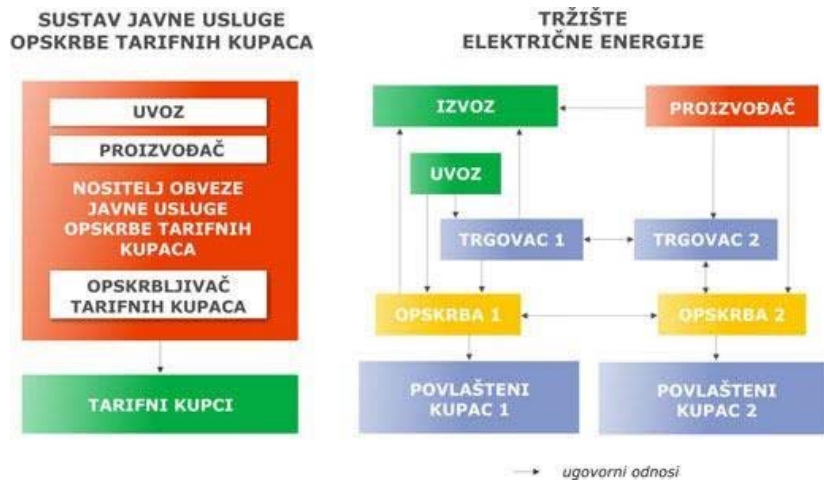 SUSTAV JAVNE USLUGE
OPSKRBE TARIFNIH KUPACA
UVOZ
PROIZVOĐAČ
NOSITELJ OBVEZE
JAVNE USLUGE
OPSKRBE TARIFNIH
KUPACA
OPSKRBLJIVAČ
TARIFNIH KUPACA
TARIFNI KUPCI
TRŽIŠTE
ELEKTRIČNE ENERGIJE
IZVOZ
PROIZVOĐAČ
UVOZ
TRGOVAC 1
TRGOVAC 2
OPSKRBA 1
OPSKRBA 2
POVLAŠTENI
KUPAC 1
POVLAŠTENI
KUPAC 2
ugovorni odnosi